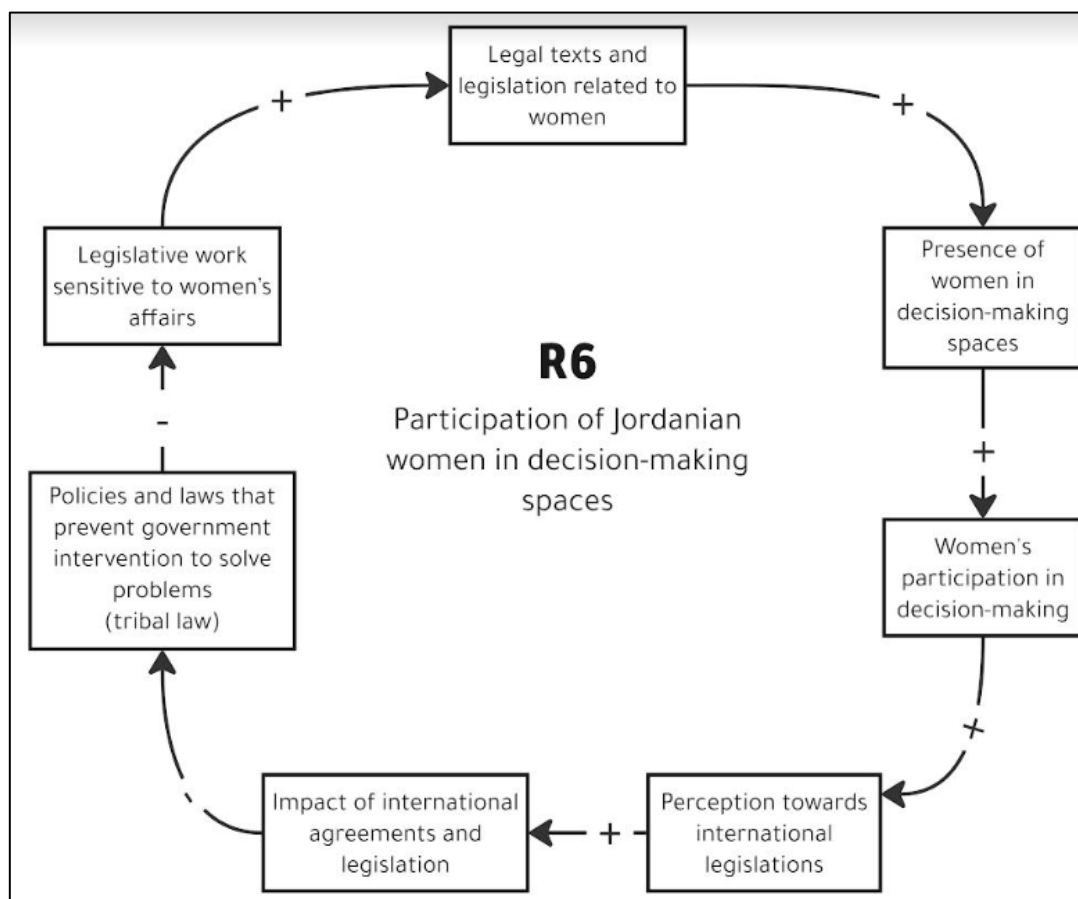 Legal texts and
legislation related to
women
+
+
Legislative work
sensitive to women's
affairs
Presence of
women in
decision-making
spaces
R6
Participation of Jordanian
women in decision-making
spaces
-
+
Policies and laws that
prevent government
intervention to solve
problems
(tribal law)
Women's
participation in
decision-making
+
-
Impact of international
agreements and
legislation
+
Perception towards
international
legislations